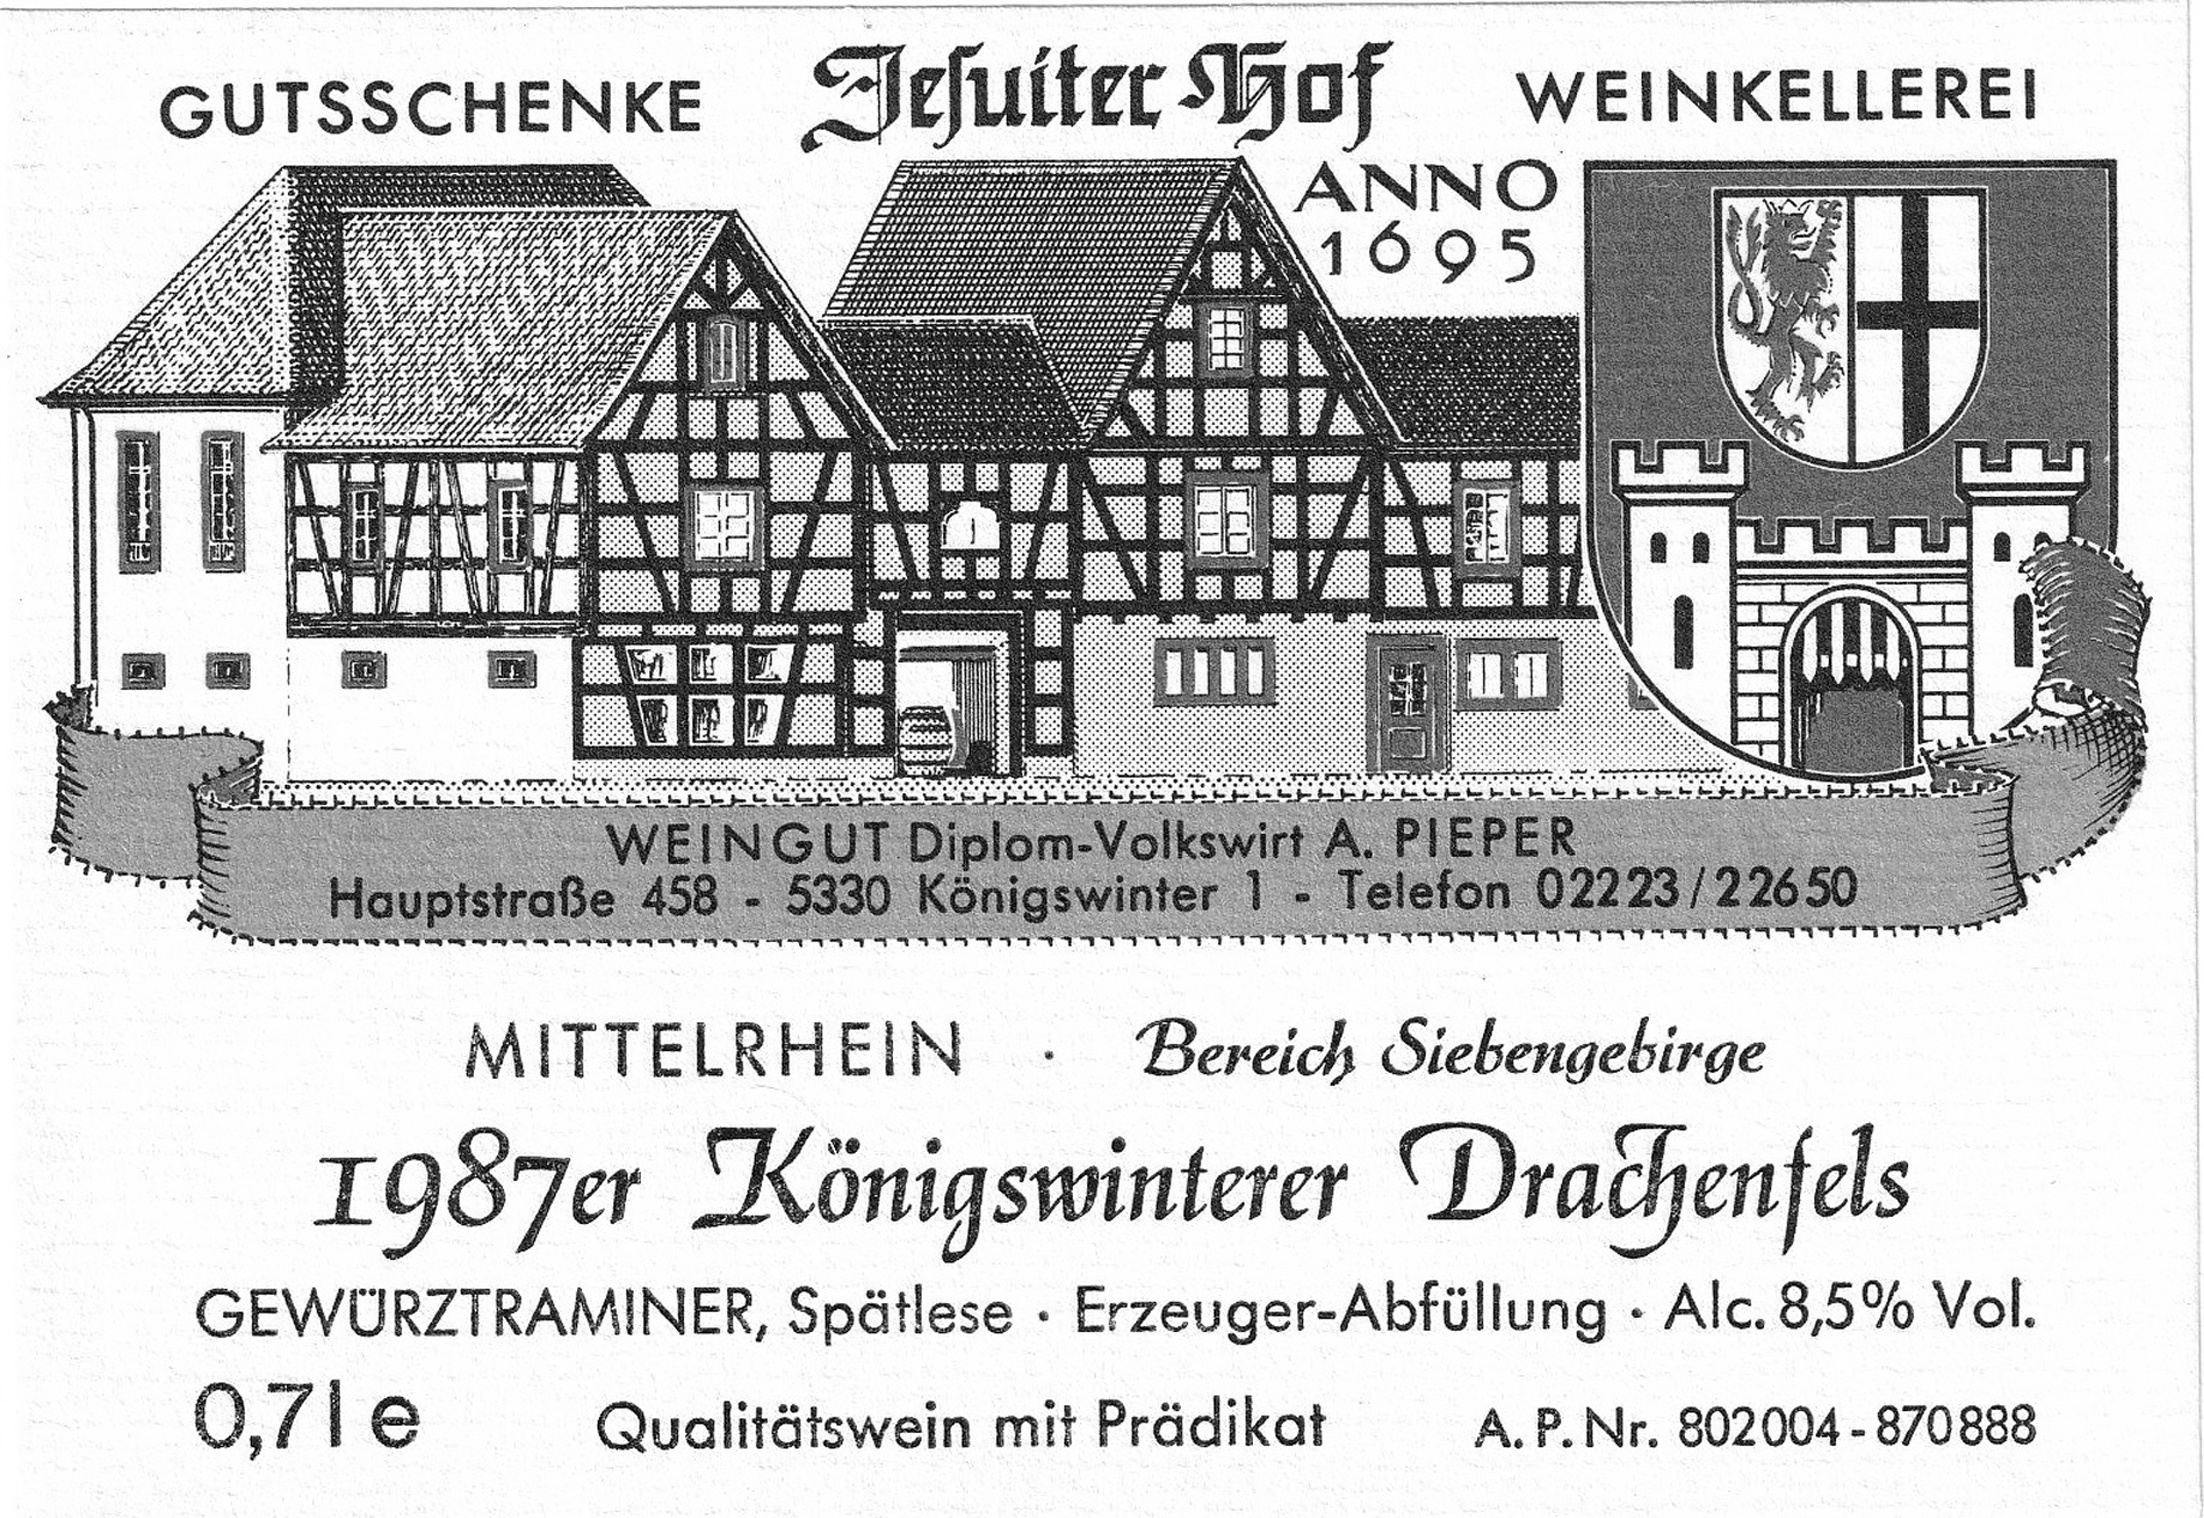 GUTSSCHENKE Jesuiter Hof WEINKELLEREI
ANNO
1695
WEINGUT Diplom-Volkswirt A. PIEPER
Hauptstraße 458 - 5330 Königswinter 1 - Telefon 02223/22650
MITTELRHEIN · Bereich Siebengebirge
1987er Königswinterer Drachenfels
GEWÜRZTRAMINER, Spätlese · Erzeuger-Abfüllung · Alc. 8,5% Vol.
0,7l e Qualitätswein mit Prädikat A. P. Nr. 802004-870888